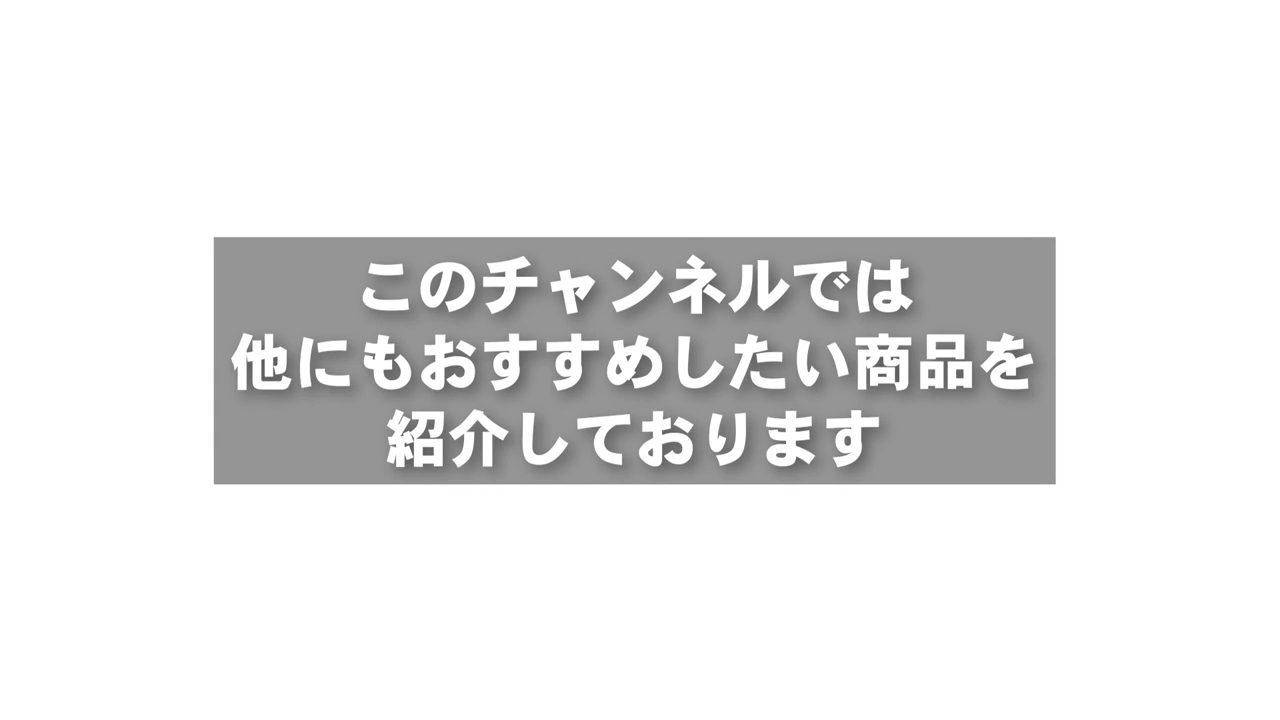 このチャンネルでは
他にもおすすめしたい商品を
紹介しております